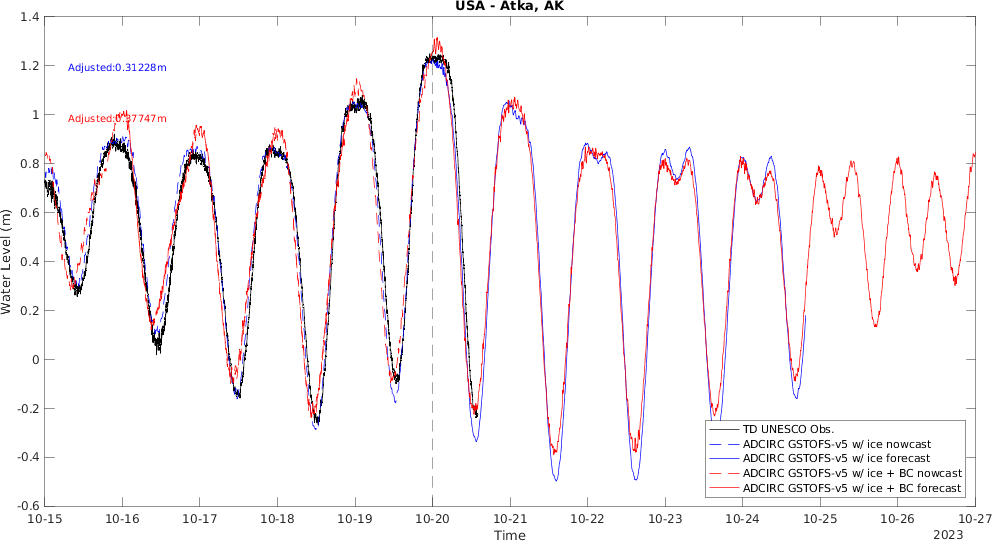 USA - Atka, AK
1.4
1.2
1
0.8
0.6
0.4
0.2
0
-0.2
-0.4
-0.6
Water Level (m)
Adjusted:0.31228m
Adjusted:0.37747m
TD UNESCO Obs.
ADCIRC GSTOFS-v5 w/ ice nowcast
ADCIRC GSTOFS-v5 w/ ice forecast
ADCIRC GSTOFS-v5 w/ ice + BC nowcast
ADCIRC GSTOFS-v5 w/ ice + BC forecast
10-15 10-16 10-17 10-18 10-19 10-20 10-21 10-22 10-23 10-24 10-25 10-26 10-27
Time
2023